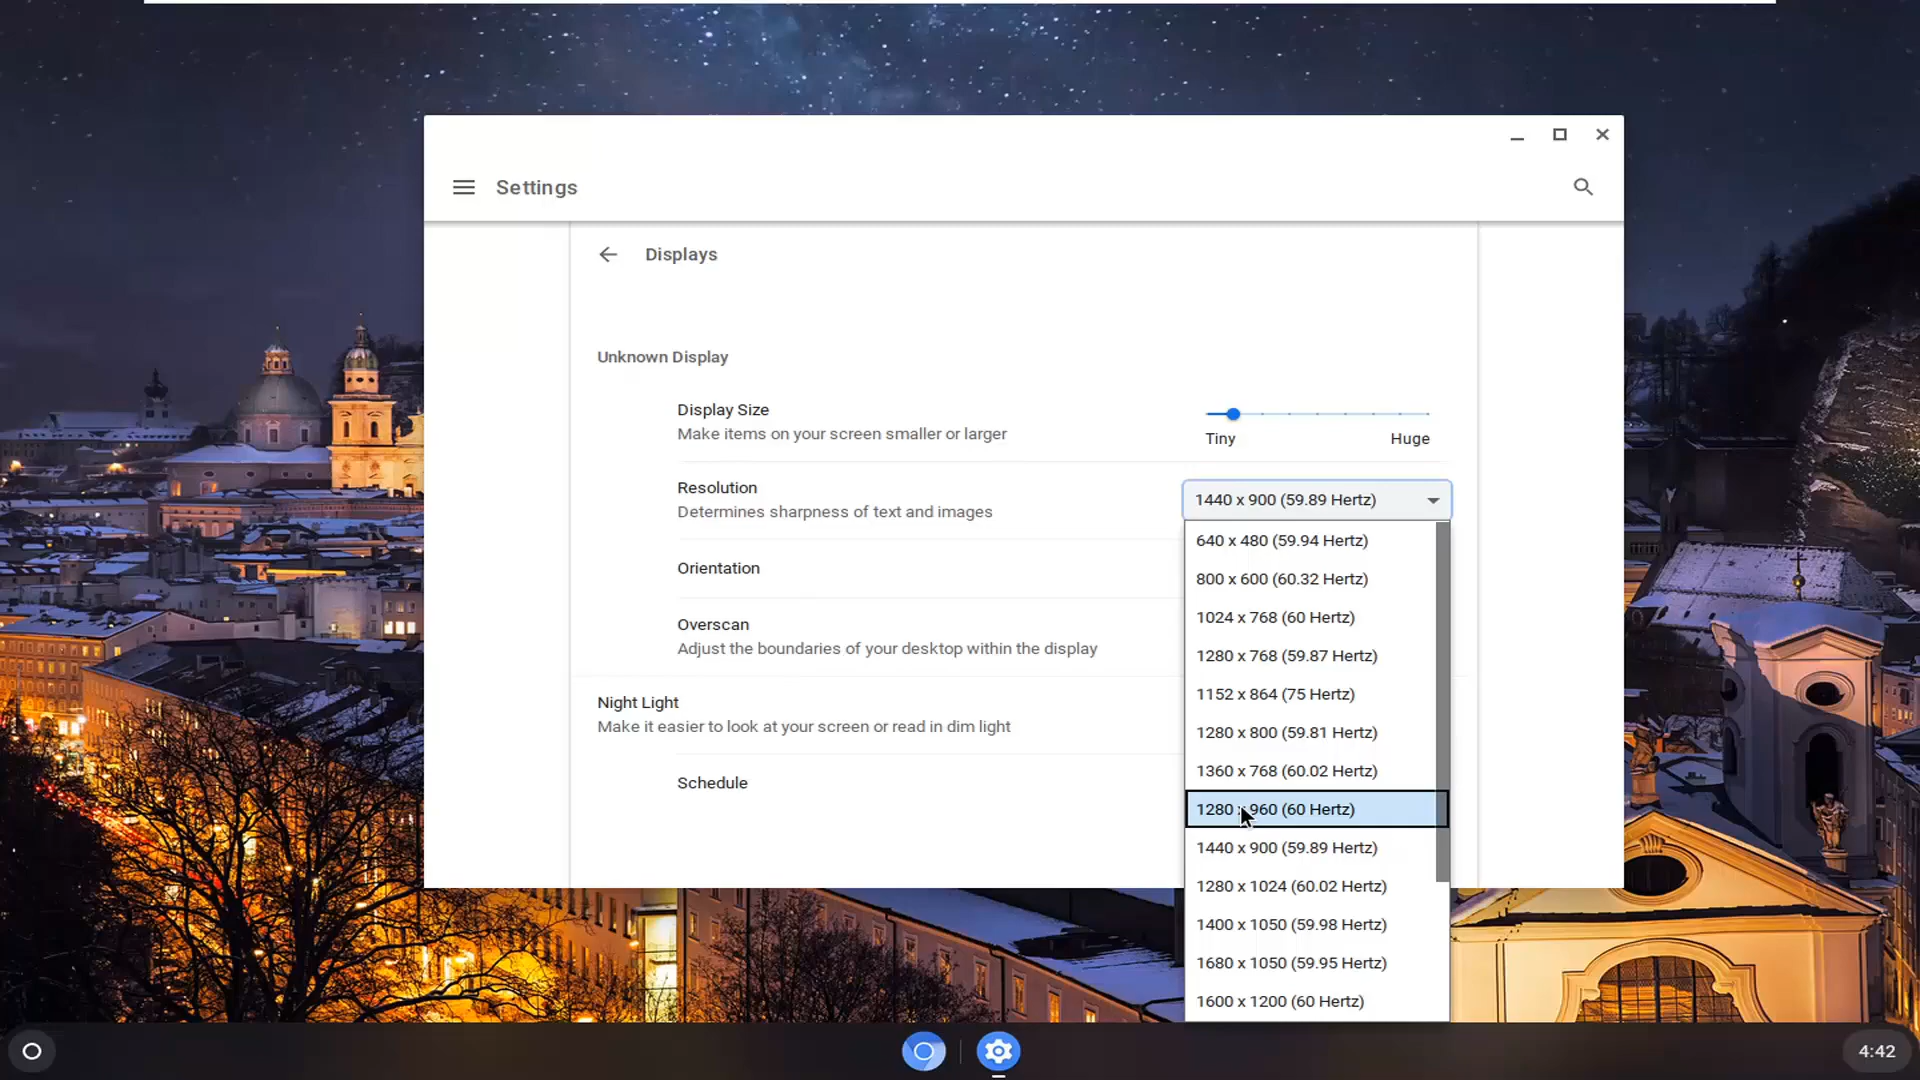 Settings
Displays
Unknown Display
Display Size
Make items on your screen smaller or larger
Tiny
Huge
Resolution
Determines sharpness of text and images
1440 x 900 (59.89 Hertz)
640 x 480 (59.94 Hertz)
800 x 600 (60.32 Hertz)
1024 x 768 (60 Hertz)
1280 x 768 (59.87 Hertz)
1152 x 864 (75 Hertz)
1280 x 800 (59.81 Hertz)
1360 x 768 (60.02 Hertz)
1280 x 960 (60 Hertz)
1440 x 900 (59.89 Hertz)
1280 x 1024 (60.02 Hertz)
1400 x 1050 (59.98 Hertz)
1680 x 1050 (59.95 Hertz)
1600 x 1200 (60 Hertz)
Orientation
Overscan
Adjust the boundaries of your desktop within the display
Night Light
Make it easier to look at your screen or read in dim light
Schedule
4:42